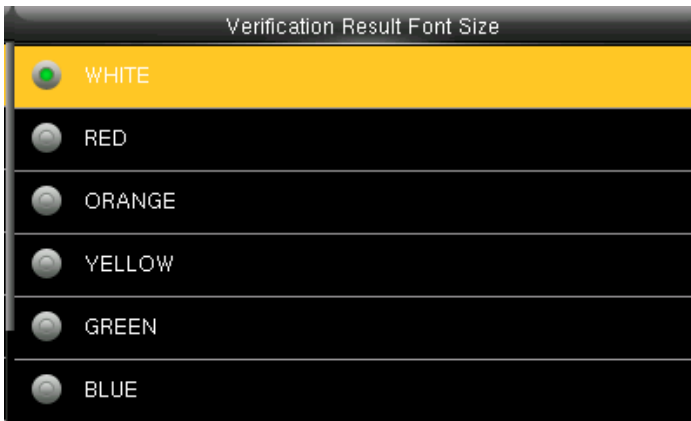 Verification Result Font Size
WHITE
RED
ORANGE
YELLOW
GREEN
BLUE